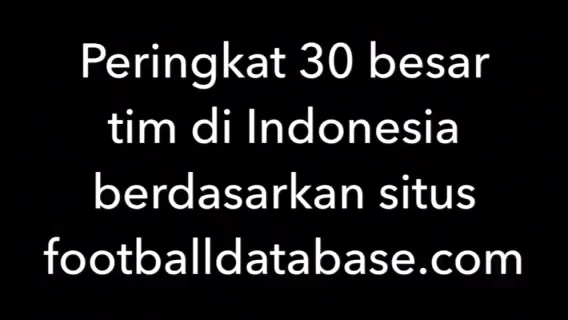 Peringkat 30 besar
tim di Indonesia
berdasarkan situs
footballdatabase.com